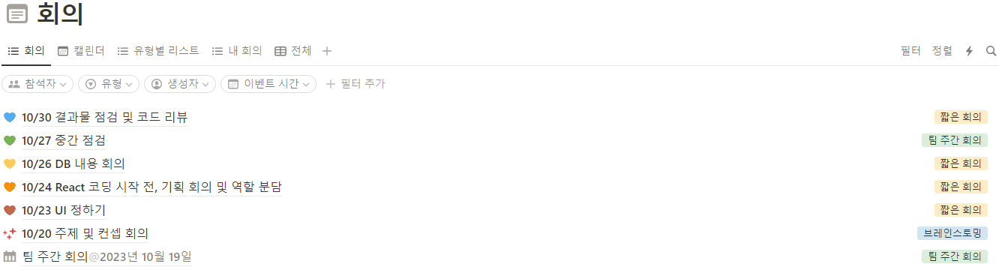 회의
회의 캘린더 유형별 리스트 내 회의 전체 필터 정렬
참석자 유형 생성자 이벤트 시간 + 필터 추가
10/30 결과물 점검 및 코드 리뷰 짧은 회의
10/27 중간 점검 팀 주간 회의
10/26 DB 내용 회의 짧은 회의
10/24 React 코딩 시작 전, 기획 회의 및 역할 분담 짧은 회의
10/23 UI 정하기 짧은 회의
10/20 주제 및 컨셉 회의 브레인스토밍
팀 주간 회의@2023년 10월 19일 팀 주간 회의